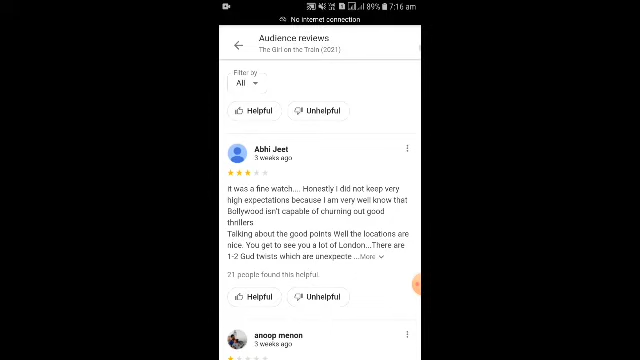 89% 7:16 am
No internet connection
Audience reviews
The Girl on the Train (2021)
Filter by
All
Helpful Unhelpful
Abhi Jeet
3 weeks ago
it was a fine watch.... Honestly I did not keep very
high expectations because I am very well know that
Bollywood isn't capable of churning out good
thrillers
Talking about the good points Well the locations are
nice. You get to see you a lot of London...There are
1-2 Gud twists which are unexpecte ...More
21 people found this helpful.
Helpful Unhelpful
anoop menon
3 weeks ago